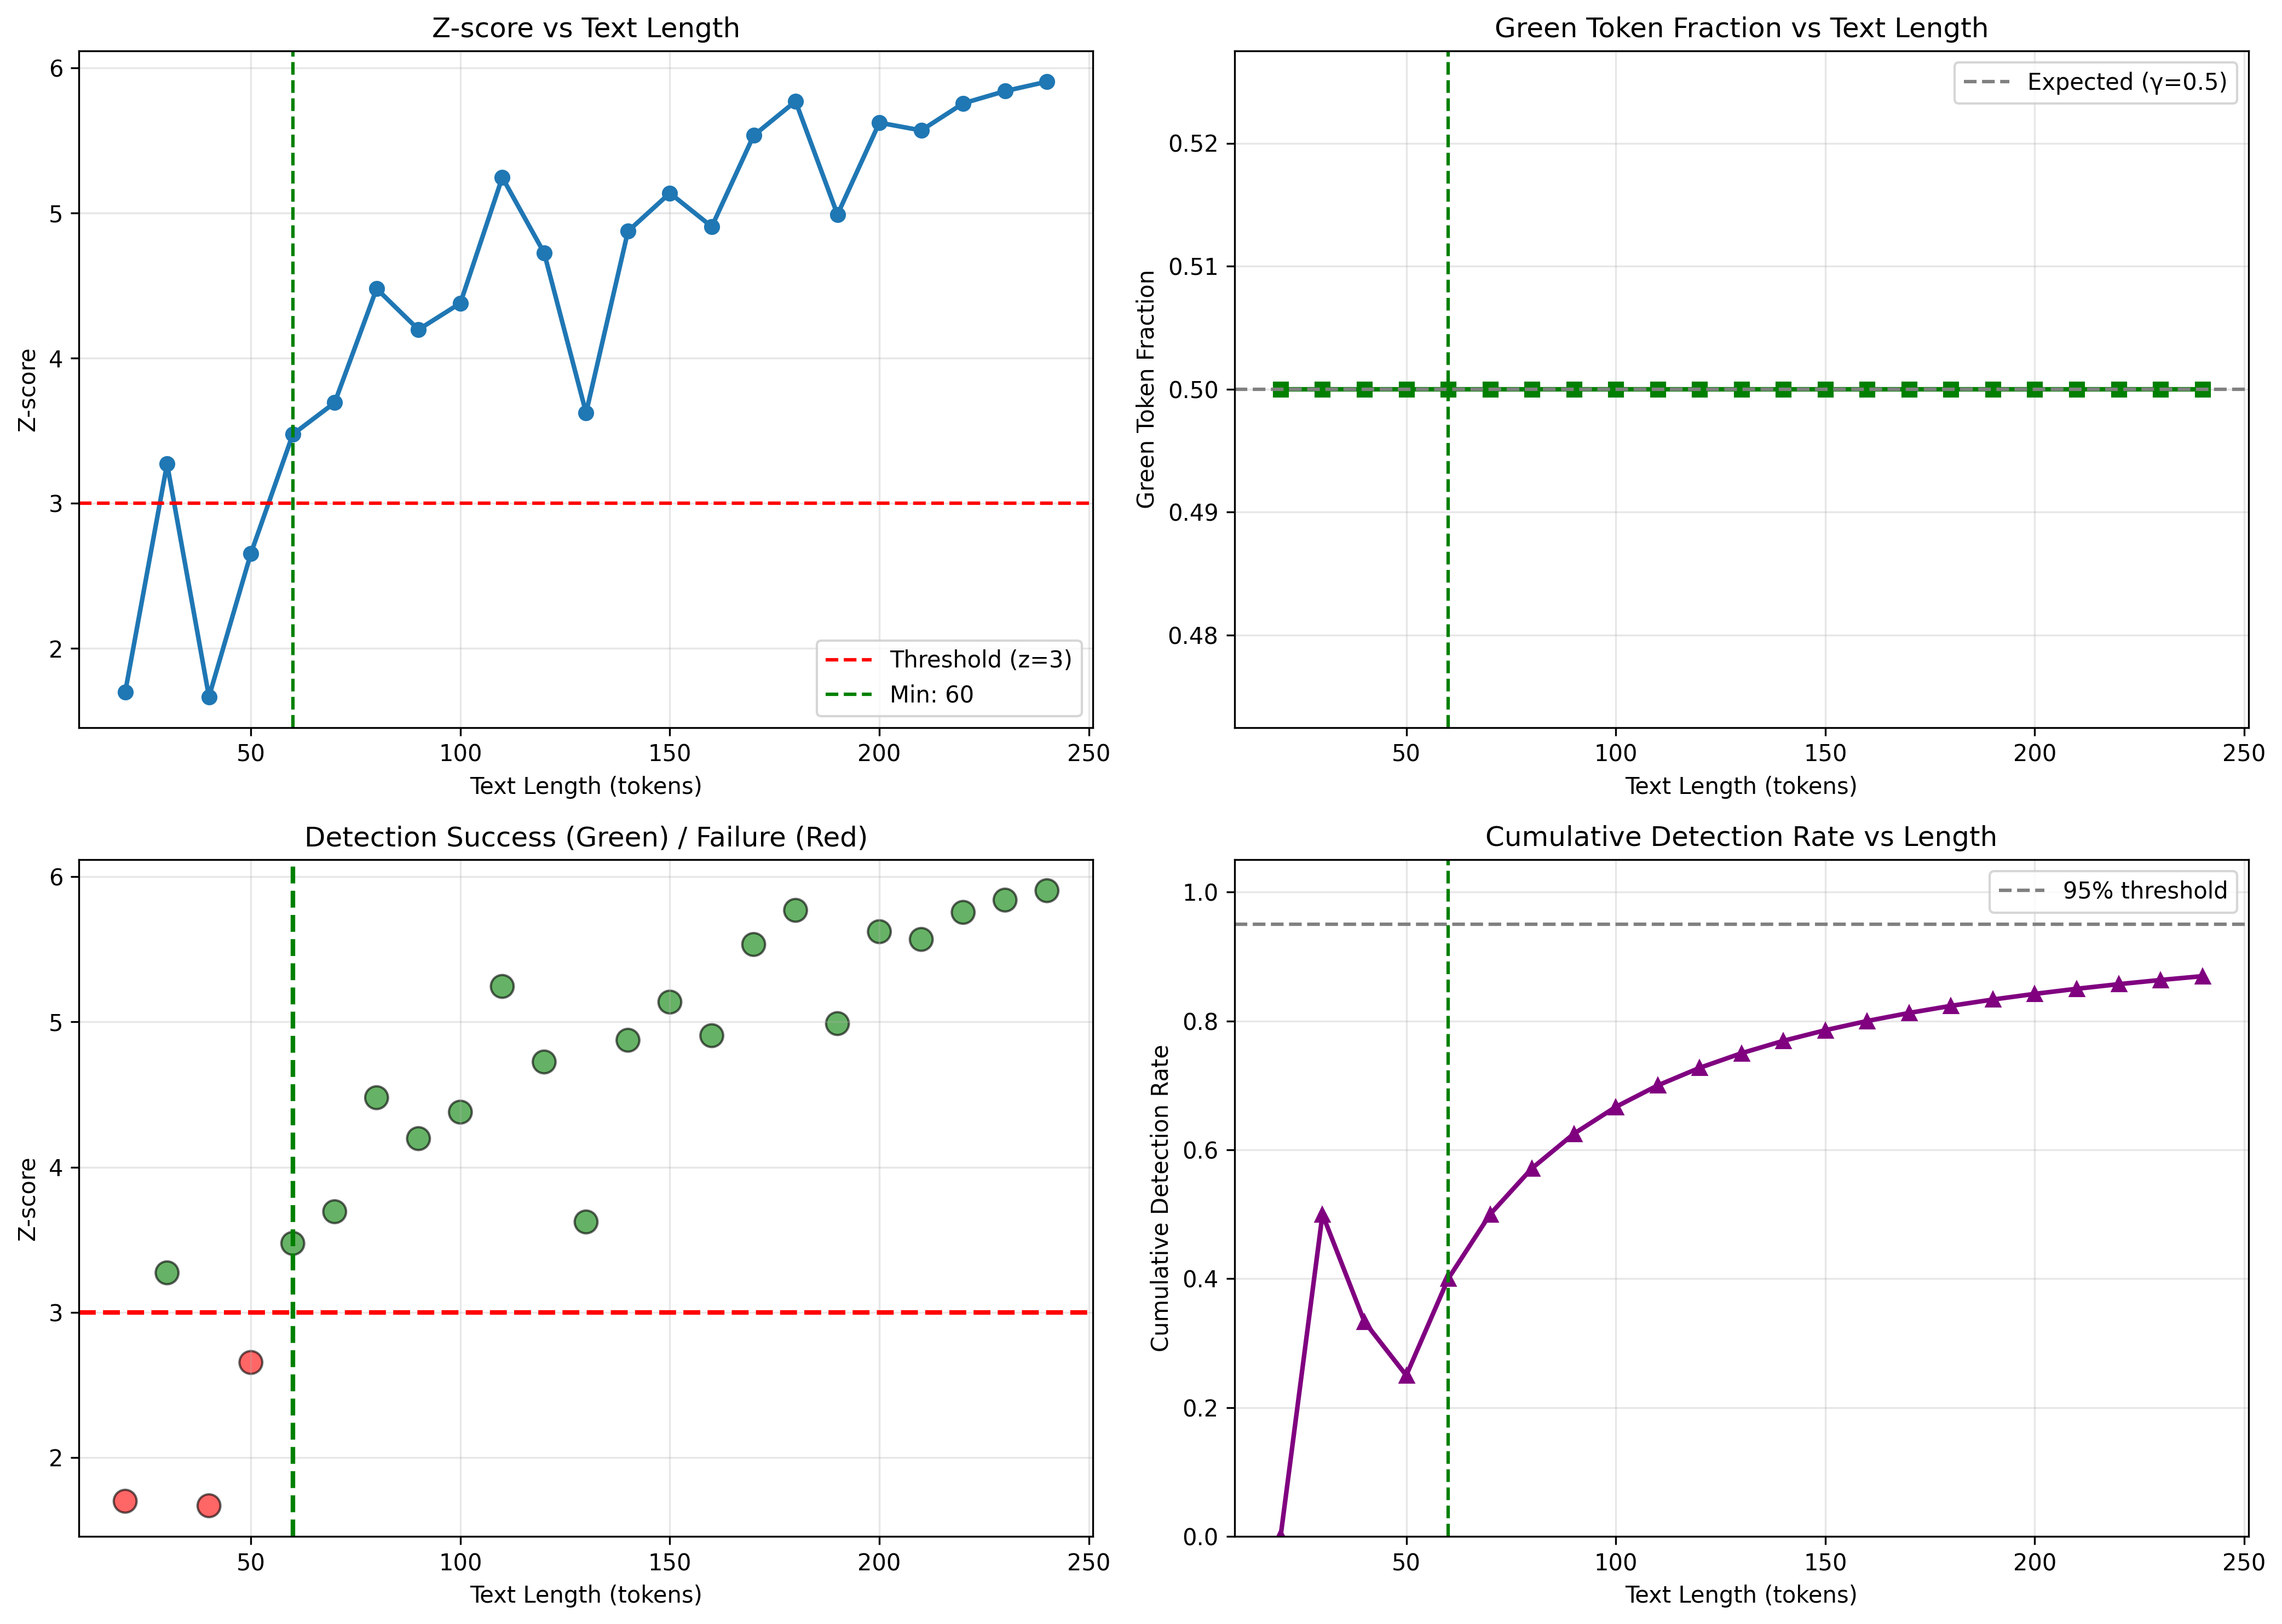 Z-score vs Text Length
Z-score
6
5
4
3
2
50 100 150 200 250
Text Length (tokens)
Threshold (z=3)
Min: 60
Green Token Fraction vs Text Length
Green Token Fraction
0.52
0.51
0.50
0.49
0.48
50 100 150 200 250
Text Length (tokens)
Expected (γ=0.5)
Detection Success (Green) / Failure (Red)
Z-score
6
5
4
3
2
50 100 150 200 250
Text Length (tokens)
Cumulative Detection Rate vs Length
Cumulative Detection Rate
1.0
0.8
0.6
0.4
0.2
0.0
50 100 150 200 250
Text Length (tokens)
95% threshold